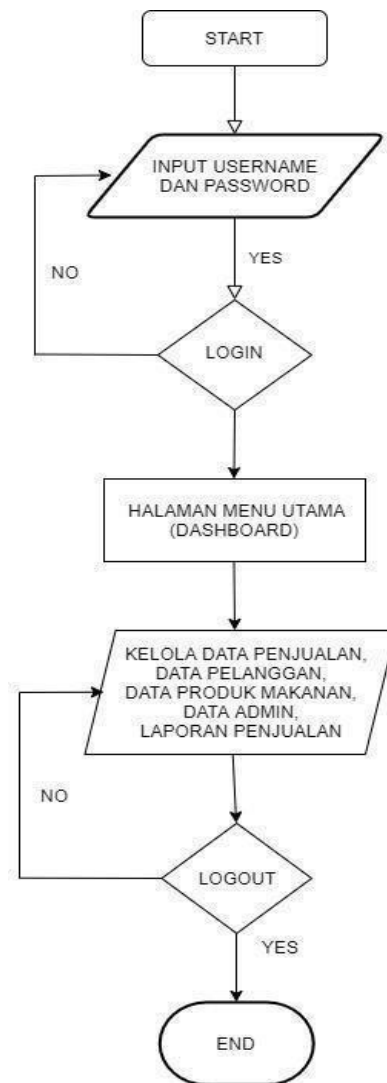 START
INPUT USERNAME
DAN PASSWORD
NO
YES
LOGIN
HALAMAN MENU UTAMA
(DASHBOARD)
KELOLA DATA PENJUALAN,
DATA PELANGGAN,
DATA PRODUK MAKANAN,
DATA ADMIN,
LAPORAN PENJUALAN
NO
LOGOUT
YES
END